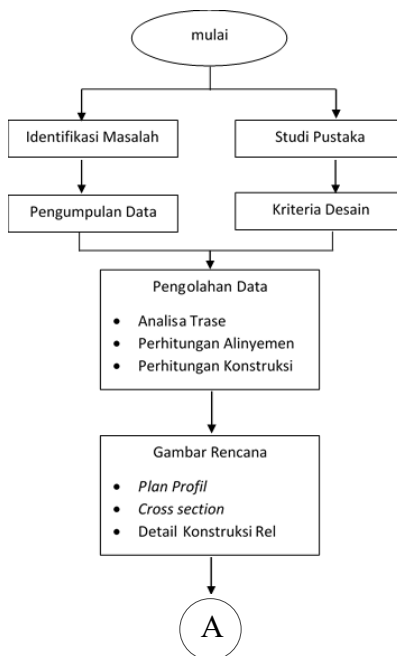 mulai
Identifikasi Masalah
Studi Pustaka
Pengumpulan Data
Kriteria Desain
Pengolahan Data
• Analisa Trase
• Perhitungan Alinyemen
• Perhitungan Konstruksi
Gambar Rencana
• Plan Profil
• Cross section
• Detail Konstruksi Rel
A